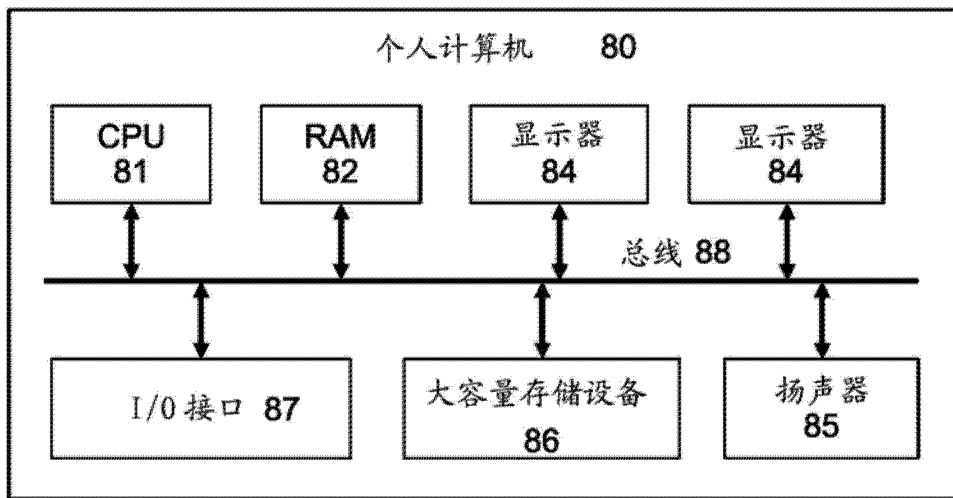 个人计算机 80
CPU
81
RAM
82
显示器
84
显示器
84
总线 88
I/O 接口 87
大容量存储设备
86
扬声器
85